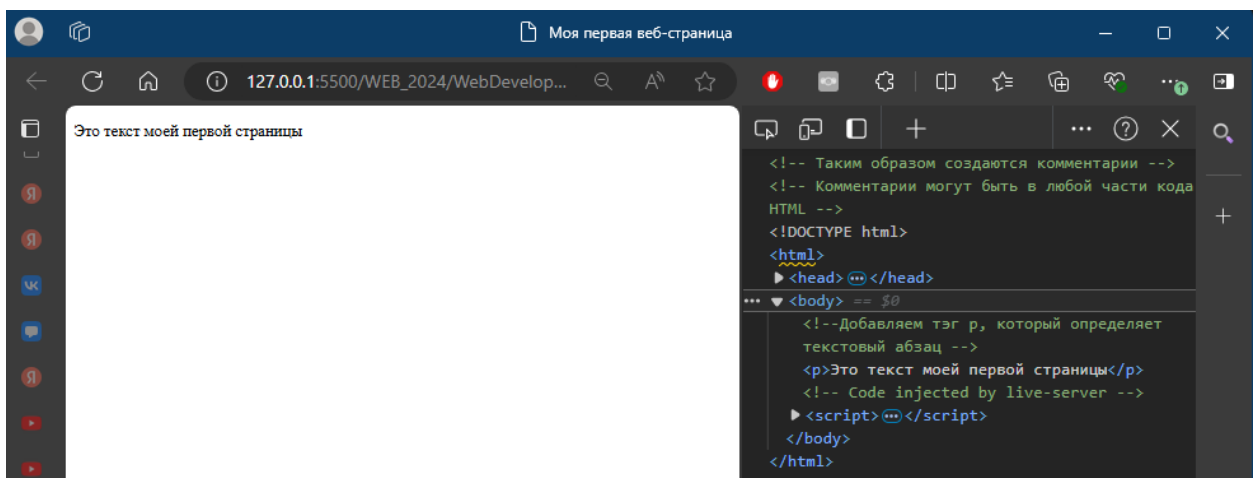 Моя первая веб-страница
127.0.0.1:5500/WEB_2024/WebDevelop...
Это текст моей первой страницы
<!-- Таким образом создаются комментарии -->
<!-- Комментарии могут быть в любой части кода
HTML -->
<!DOCTYPE html>
<html>
<head>...</head>
... <body> == $0
<!--Добавляем тэг p, который определяет
текстовый абзац -->
<p>Это текст моей первой страницы</p>
<!-- Code injected by live-server -->
<script>...</script>
</body>
</html>